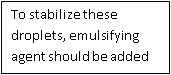 To stabilize these
droplets, emulsifying
agent should be added